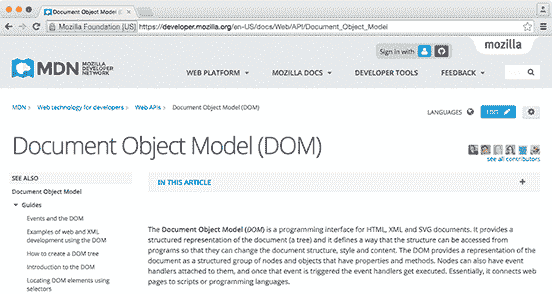 Document Object Model (D
Mozilla Foundation [US] https://developer.mozilla.org/en-US/docs/Web/API/Document_Object_Model
mozilla
Sign in with
MDN MOZILLA DEVELOPER NETWORK
WEB PLATFORM MOZILLA DOCS DEVELOPER TOOLS FEEDBACK
MDN Web technology for developers Web APIs Document Object Model (DOM)
LANGUAGES EDIT
Document Object Model (DOM)
see all contributors
SEE ALSO
Document Object Model
Guides
Events and the DOM
Examples of web and XML
development using the DOM
How to create a DOM tree
Introduction to the DOM
Locating DOM elements using
selectors
IN THIS ARTICLE +
The Document Object Model (DOM) is a programming interface for HTML, XML and SVG documents. It provides a
structured representation of the document (a tree) and it defines a way that the structure can be accessed from
programs so that they can change the document structure, style and content. The DOM provides a representation of the
document as a structured group of nodes and objects that have properties and methods. Nodes can also have event
handlers attached to them, and once that event is triggered the event handlers get executed. Essentially, it connects web
pages to scripts or programming languages.